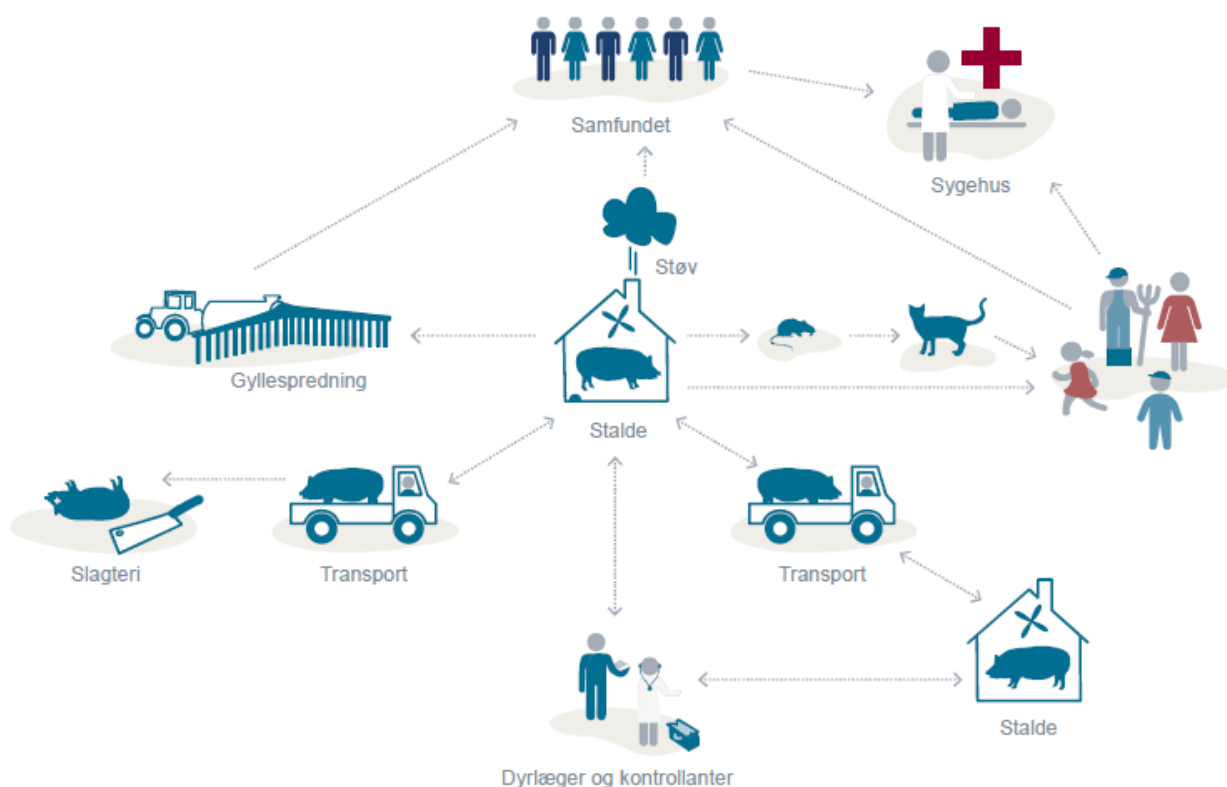 Samfundet
Sygehus
Støv
Gyllespredning
Stalde
Slagteri
Transport
Transport
Stalde
Dyrlæger og kontrollanter